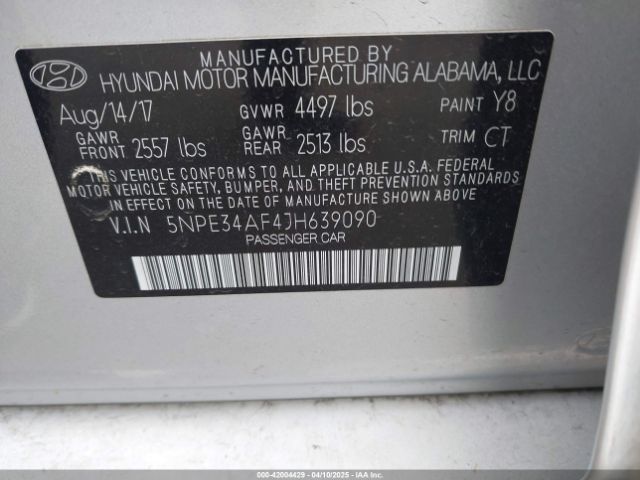 MANUFACTURED BY
HYUNDAI MOTOR MANUFACTURING ALABAMA, LLC
Aug/14/17 GVWR 4497 lbs PAINT Y8
GAWR FRONT 2557 lbs GAWR REAR 2513 lbs TRIM CT
THIS VEHICLE CONFORMS TO ALL APPLICABLE U.S.A. FEDERAL
MOTOR VEHICLE SAFETY, BUMPER, AND THEFT PREVENTION
STANDARDS IN EFFECT ON THE DATE OF MANUFACTURE SHOWN ABOVE
V.I.N 5NPE34AF4JH639090
PASSENGER CAR
000-42004429 - 04/10/2025 - IAAI.COM